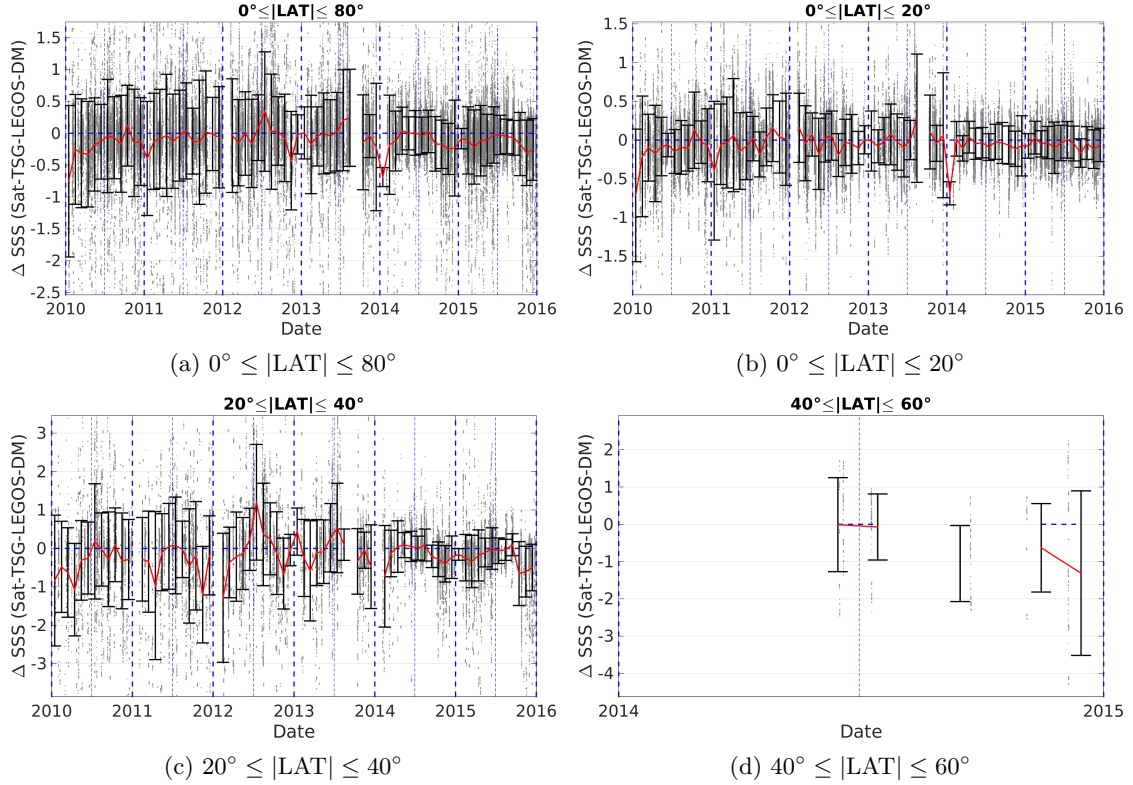 0°≤|LAT|≤ 80°
Δ SSS (Sat-TSG-LEGOS-DM)
1.5
1
0.5
0
-0.5
-1
-1.5
-2
-2.5
2010 2011 2012 2013 2014 2015 2016
Date
(a) 0° ≤ |LAT| ≤ 80°
0°≤|LAT|≤ 20°
Δ SSS (Sat-TSG-LEGOS-DM)
1.5
1
0.5
0
-0.5
-1
-1.5
2010 2011 2012 2013 2014 2015 2016
Date
(b) 0° ≤ |LAT| ≤ 20°
20°≤|LAT|≤ 40°
Δ SSS (Sat-TSG-LEGOS-DM)
3
2
1
0
-1
-2
-3
2010 2011 2012 2013 2014 2015 2016
Date
(c) 20° ≤ |LAT| ≤ 40°
40°≤|LAT|≤ 60°
Δ SSS (Sat-TSG-LEGOS-DM)
2
1
0
-1
-2
-3
-4
2014 2015
Date
(d) 40° ≤ |LAT| ≤ 60°